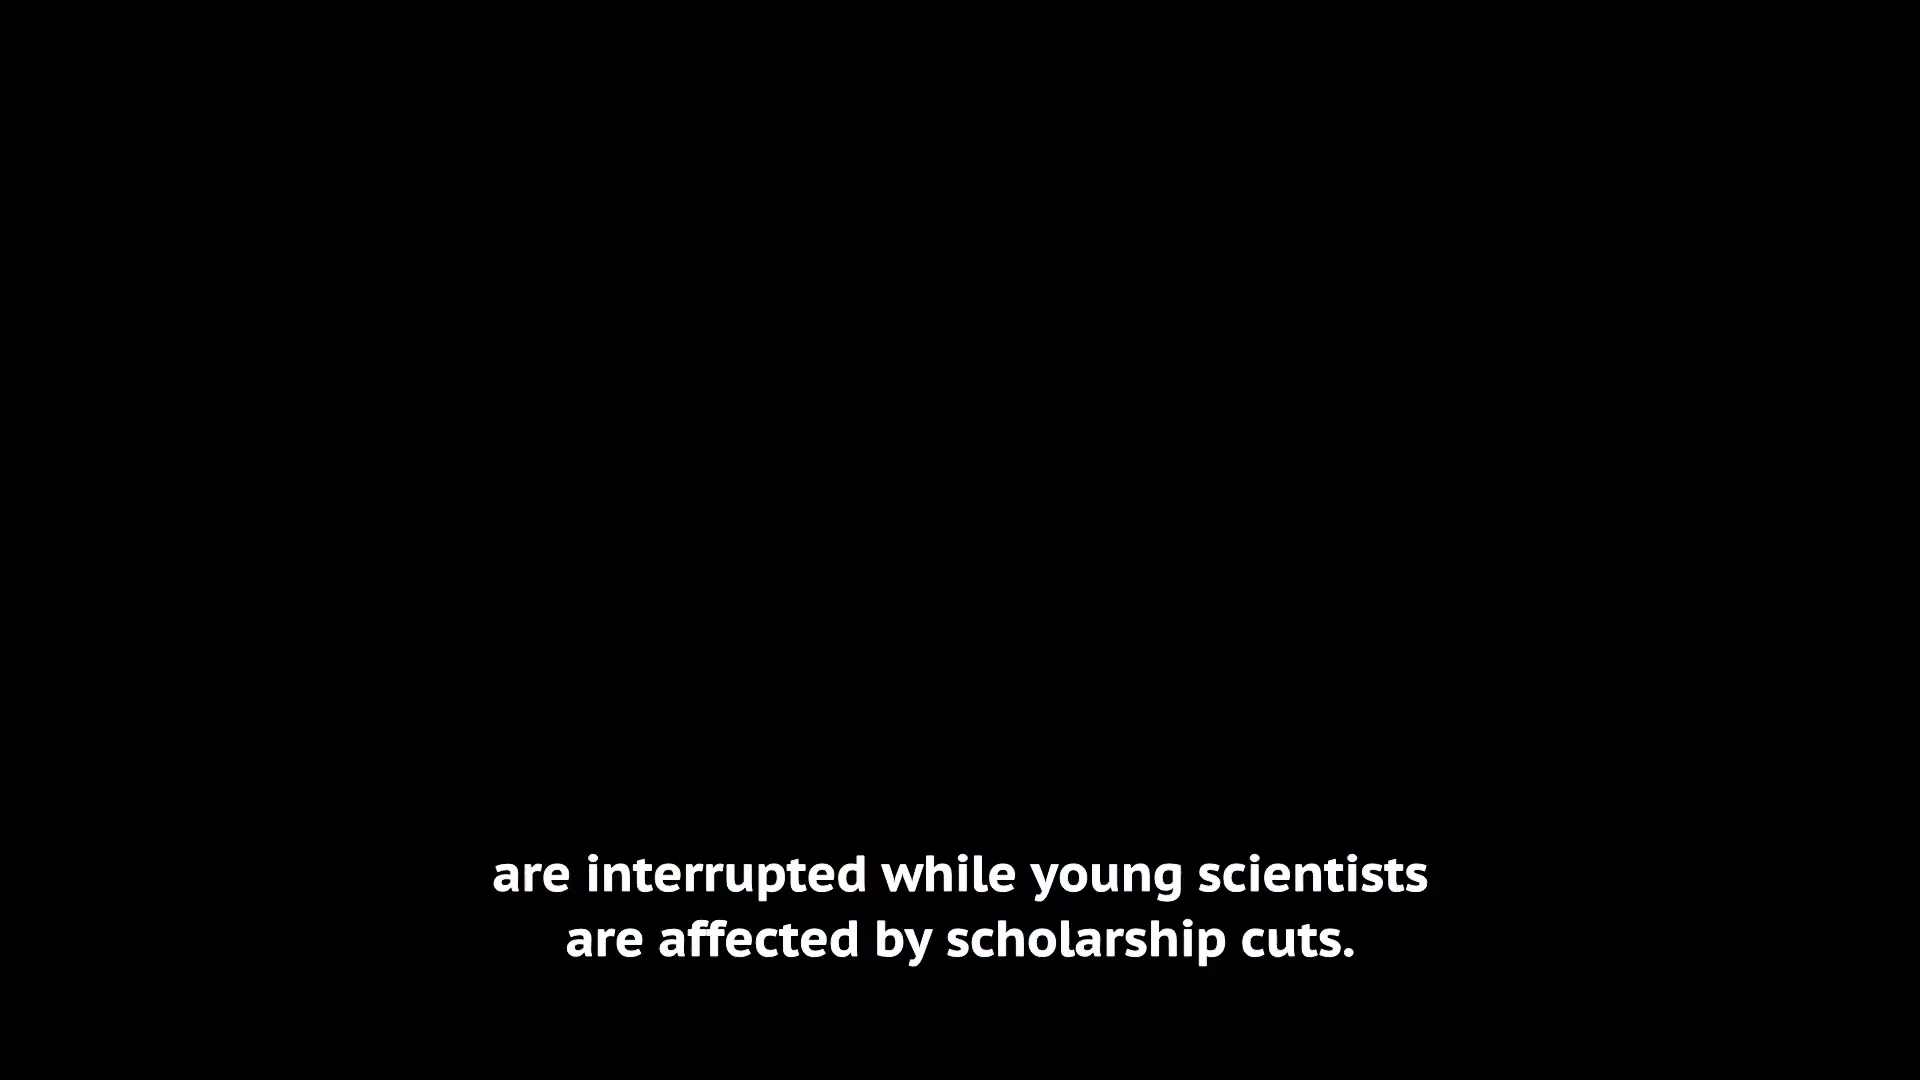 are interrupted while young scientists
are affected by scholarship cuts.